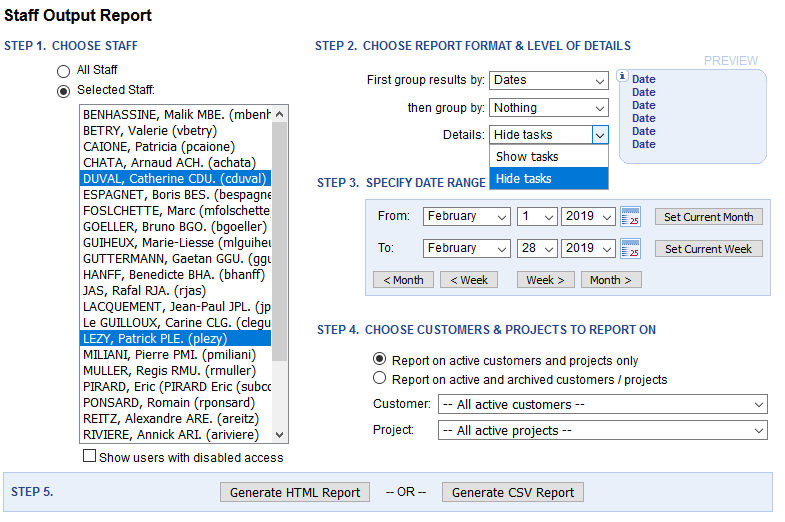 Staff Output Report
STEP 1. CHOOSE STAFF
All Staff
Selected Staff:
BENHASSINE, Malik MBE. (mbenh
BETRY, Valerie (vbetry)
CAIONE, Patricia (pcaione)
CHATA, Arnaud ACH. (achata)
DUVAL, Catherine CDU. (cduval)
ESPAGNET, Boris BES. (bespagne
FOSLCHETTE, Marc (mfolschette
GOELLER, Bruno BGO. (bgoeller)
GUIHEUX, Marie-Liesse (mlguiheu
GUTTERMANN, Gaetan GGU. (ggu
HANFF, Benedicte BHA. (bhanff)
JAS, Rafal RJA. (rjas)
LACQUEMENT, Jean-Paul JPL. (jp
Le GUILLOUX, Carine CLG. (clegu
LEZY, Patrick PLE. (plezy)
MILIANI, Pierre PMI. (pmiliani)
MULLER, Regis RMU. (rmuller)
PIRARD, Eric (PIRARD Eric (subco
PONSARD, Romain (rponsard)
REITZ, Alexandre ARE. (areitz)
RIVIERE, Annick ARI. (ariviere)
Show users with disabled access
STEP 2. CHOOSE REPORT FORMAT & LEVEL OF DETAILS
First group results by: Dates
then group by: Nothing
Details: Hide tasks
Show tasks
Hide tasks
PREVIEW
i
Date
Date
Date
Date
Date
Date
STEP 3. SPECIFY DATE RANGE
From: February 1 2019 25 Set Current Month
To: February 28 2019 25 Set Current Week
< Month < Week Week > Month >
STEP 4. CHOOSE CUSTOMERS & PROJECTS TO REPORT ON
Report on active customers and projects only
Report on active and archived customers / projects
Customer: -- All active customers --
Project: -- All active projects --
STEP 5. Generate HTML Report -- OR -- Generate CSV Report